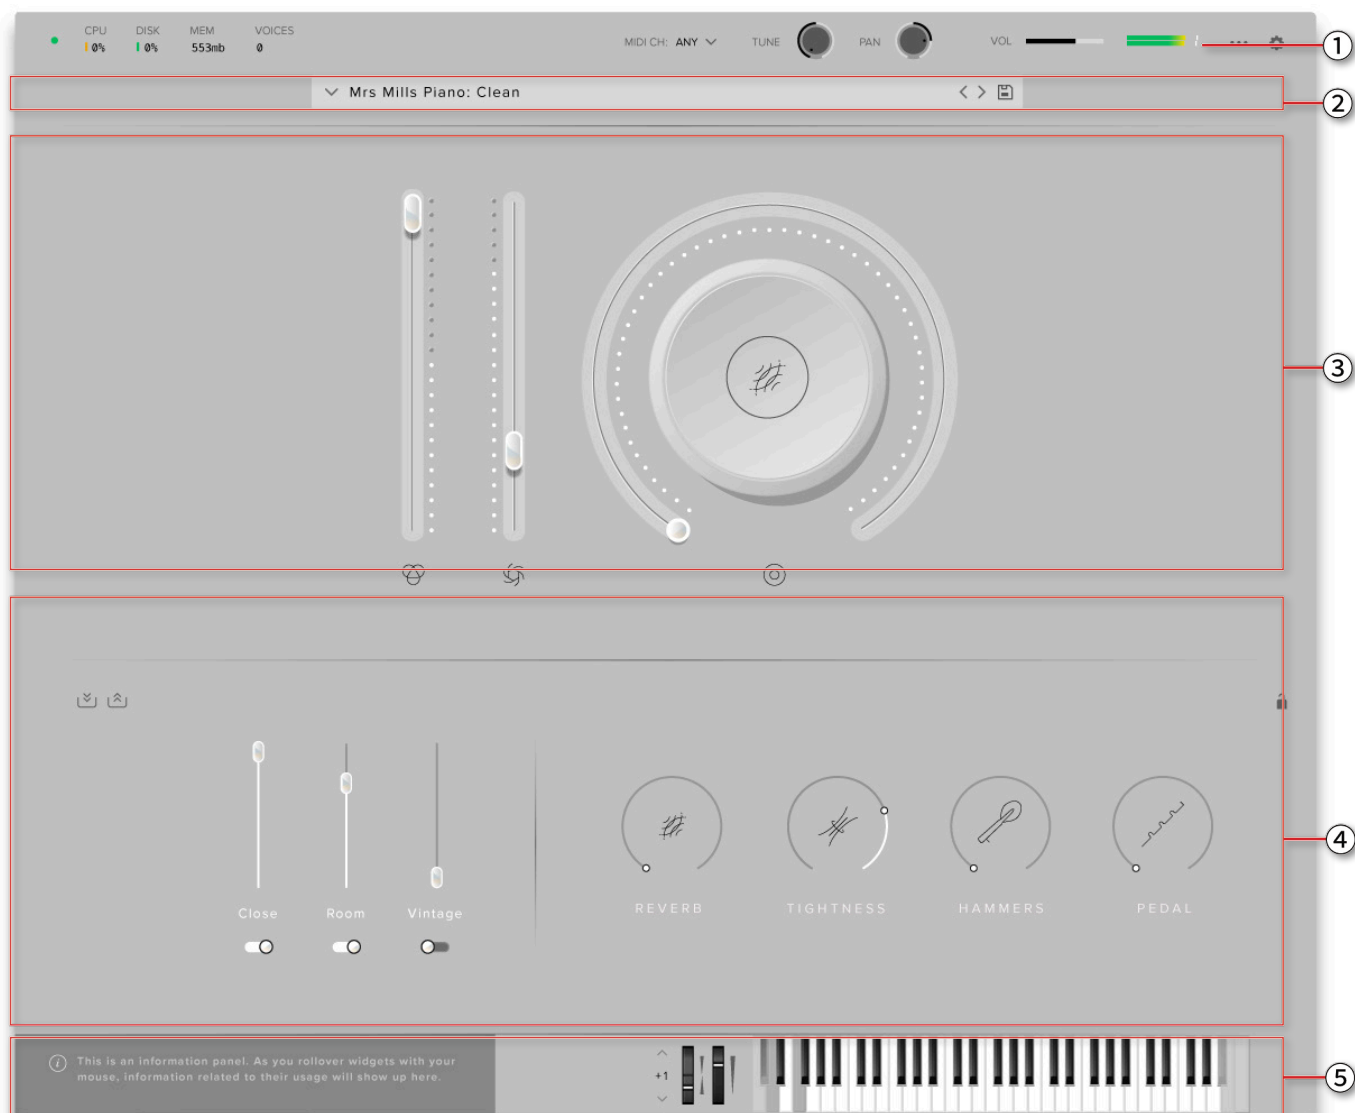 CPU DISK MEM VOICES
0% 0% 553mb 0
MIDI CH: ANY TUNE PAN VOL
1
Mrs Mills Piano: Clean
2
3
Close Room Vintage
REVERB TIGHTNESS HAMMERS PEDAL
4
This is an information panel. As you rollover widgets with your
mouse, information related to their usage will show up here.
+1
5